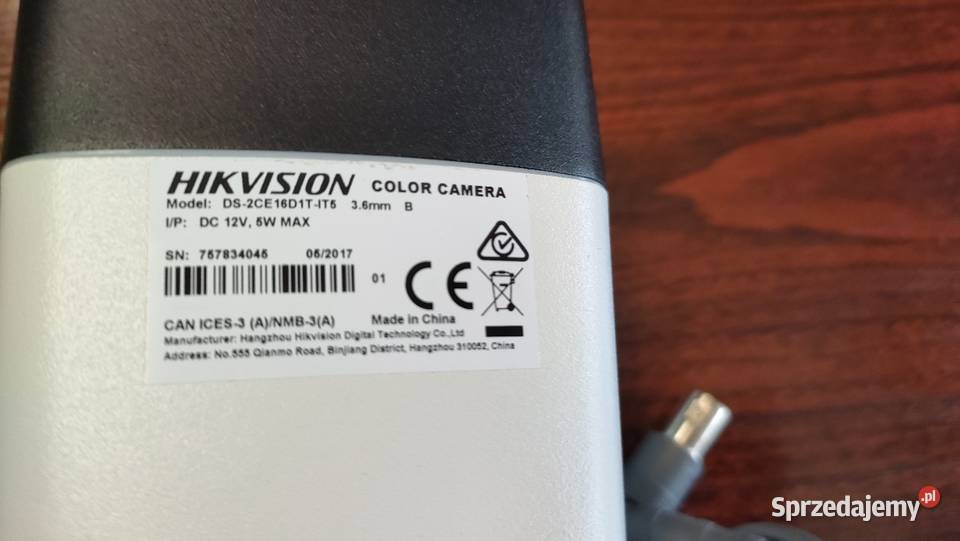 HIKVISION COLOR CAMERA
Model: DS-2CE16D1T-IT5 3.6mm B
I/P: DC 12V, 5W MAX
SN: 757834045 05/2017
01
CE
CAN ICES-3 (A)/NMB-3(A) Made in China
Manufacturer: Hangzhou Hikvision Digital Technology Co.,Ltd
Address: No.555 Qianmo Road, Binjiang District, Hangzhou 310052, China
Sprzedajemy.pl